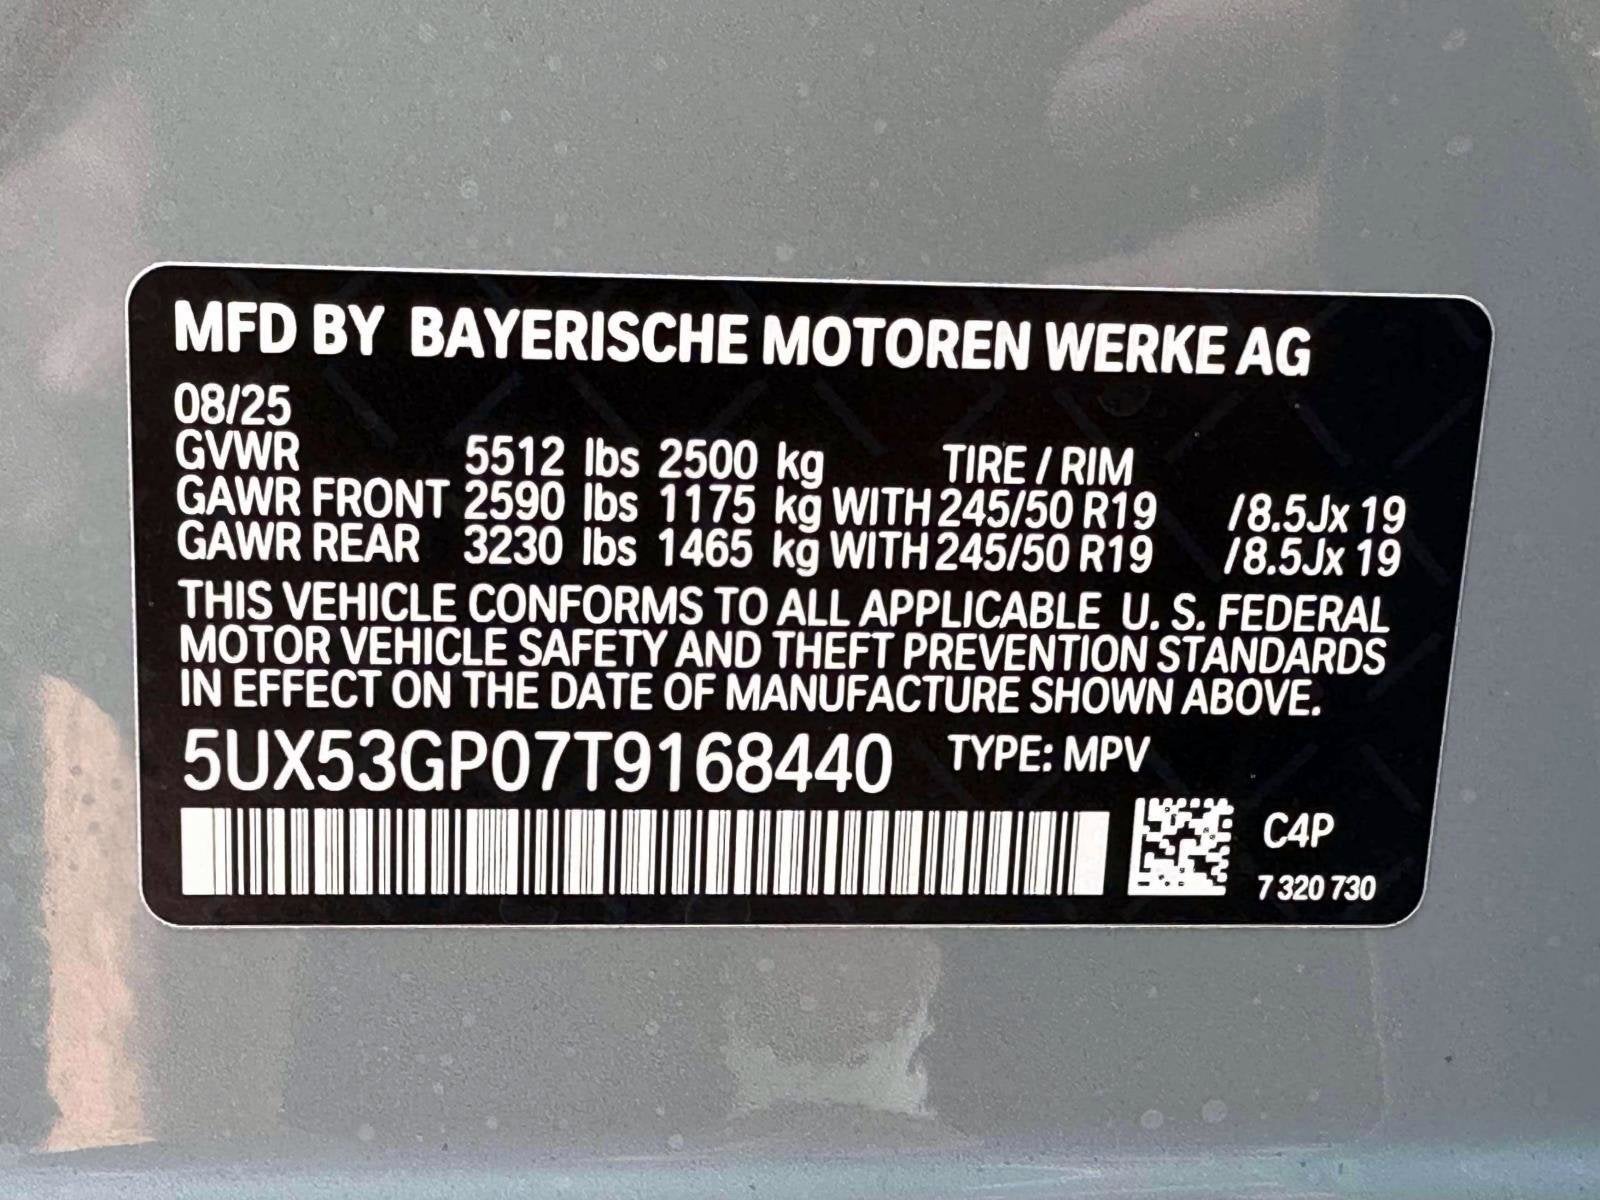 MFD BY BAYERISCHE MOTOREN WERKE AG
08/25
GVWR 5512 lbs 2500 kg TIRE / RIM
GAWR FRONT 2590 lbs 1175 kg WITH 245/50 R19 /8.5Jx 19
GAWR REAR 3230 lbs 1465 kg WITH 245/50 R19 /8.5Jx 19
THIS VEHICLE CONFORMS TO ALL APPLICABLE U. S. FEDERAL
MOTOR VEHICLE SAFETY AND THEFT PREVENTION STANDARDS
IN EFFECT ON THE DATE OF MANUFACTURE SHOWN ABOVE.
5UX53GP07T9168440 TYPE: MPV
C4P
7 320 730